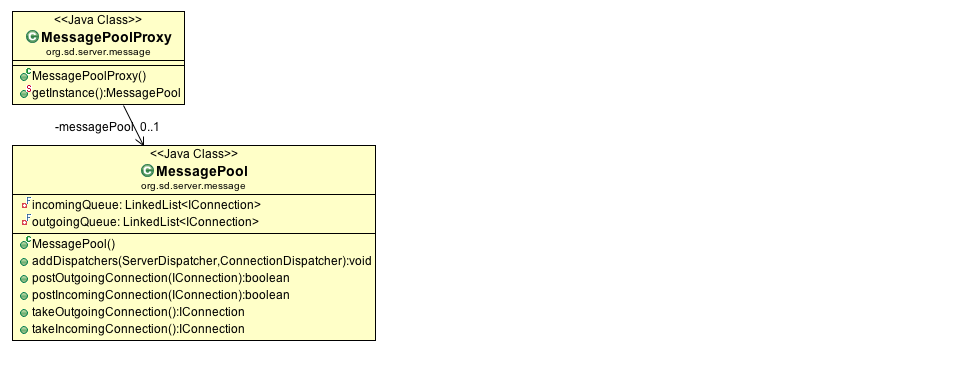 <<Java Class>>
C MessagePoolProxy
org.sd.server.message
C MessagePoolProxy()
S getInstance():MessagePool
-messagePool 0..1
<<Java Class>>
C MessagePool
org.sd.server.message
F incomingQueue: LinkedList<IConnection>
F outgoingQueue: LinkedList<IConnection>
C MessagePool()
addDispatchers(ServerDispatcher,ConnectionDispatcher):void
postOutgoingConnection(IConnection):boolean
postIncomingConnection(IConnection):boolean
takeOutgoingConnection():IConnection
takeIncomingConnection():IConnection